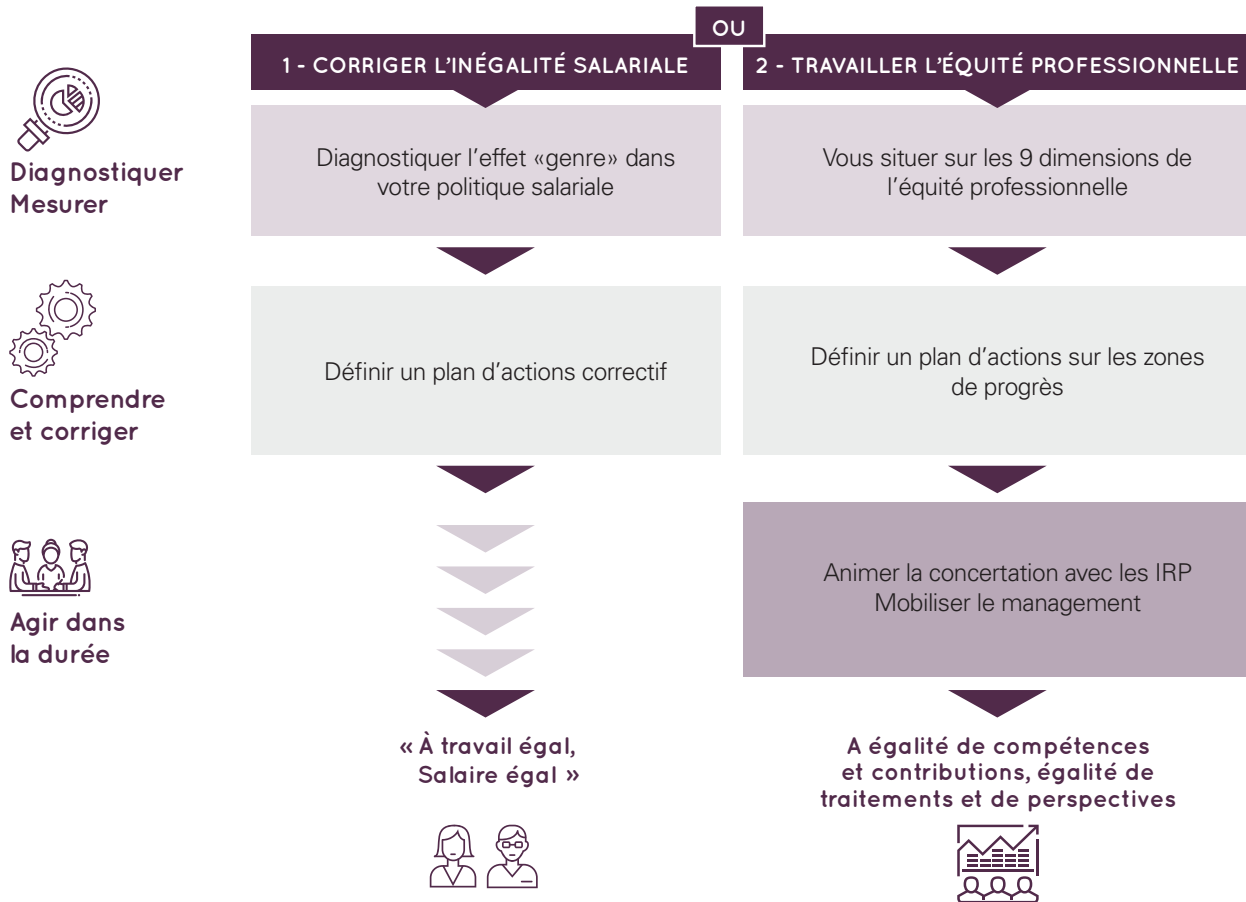 OU
1 - CORRIGER L'INÉGALITÉ SALARIALE
2 - TRAVAILLER L'ÉQUITÉ PROFESSIONNELLE
Diagnostiquer
Mesurer
Diagnostiquer l'effet «genre» dans
votre politique salariale
Vous situer sur les 9 dimensions de
l'équité professionnelle
Comprendre
et corriger
Définir un plan d'actions correctif
Définir un plan d'actions sur les zones
de progrès
Agir dans
la durée
Animer la concertation avec les IRP
Mobiliser le management
« À travail égal,
Salaire égal »
A égalité de compétences
et contributions, égalité de
traitements et de perspectives